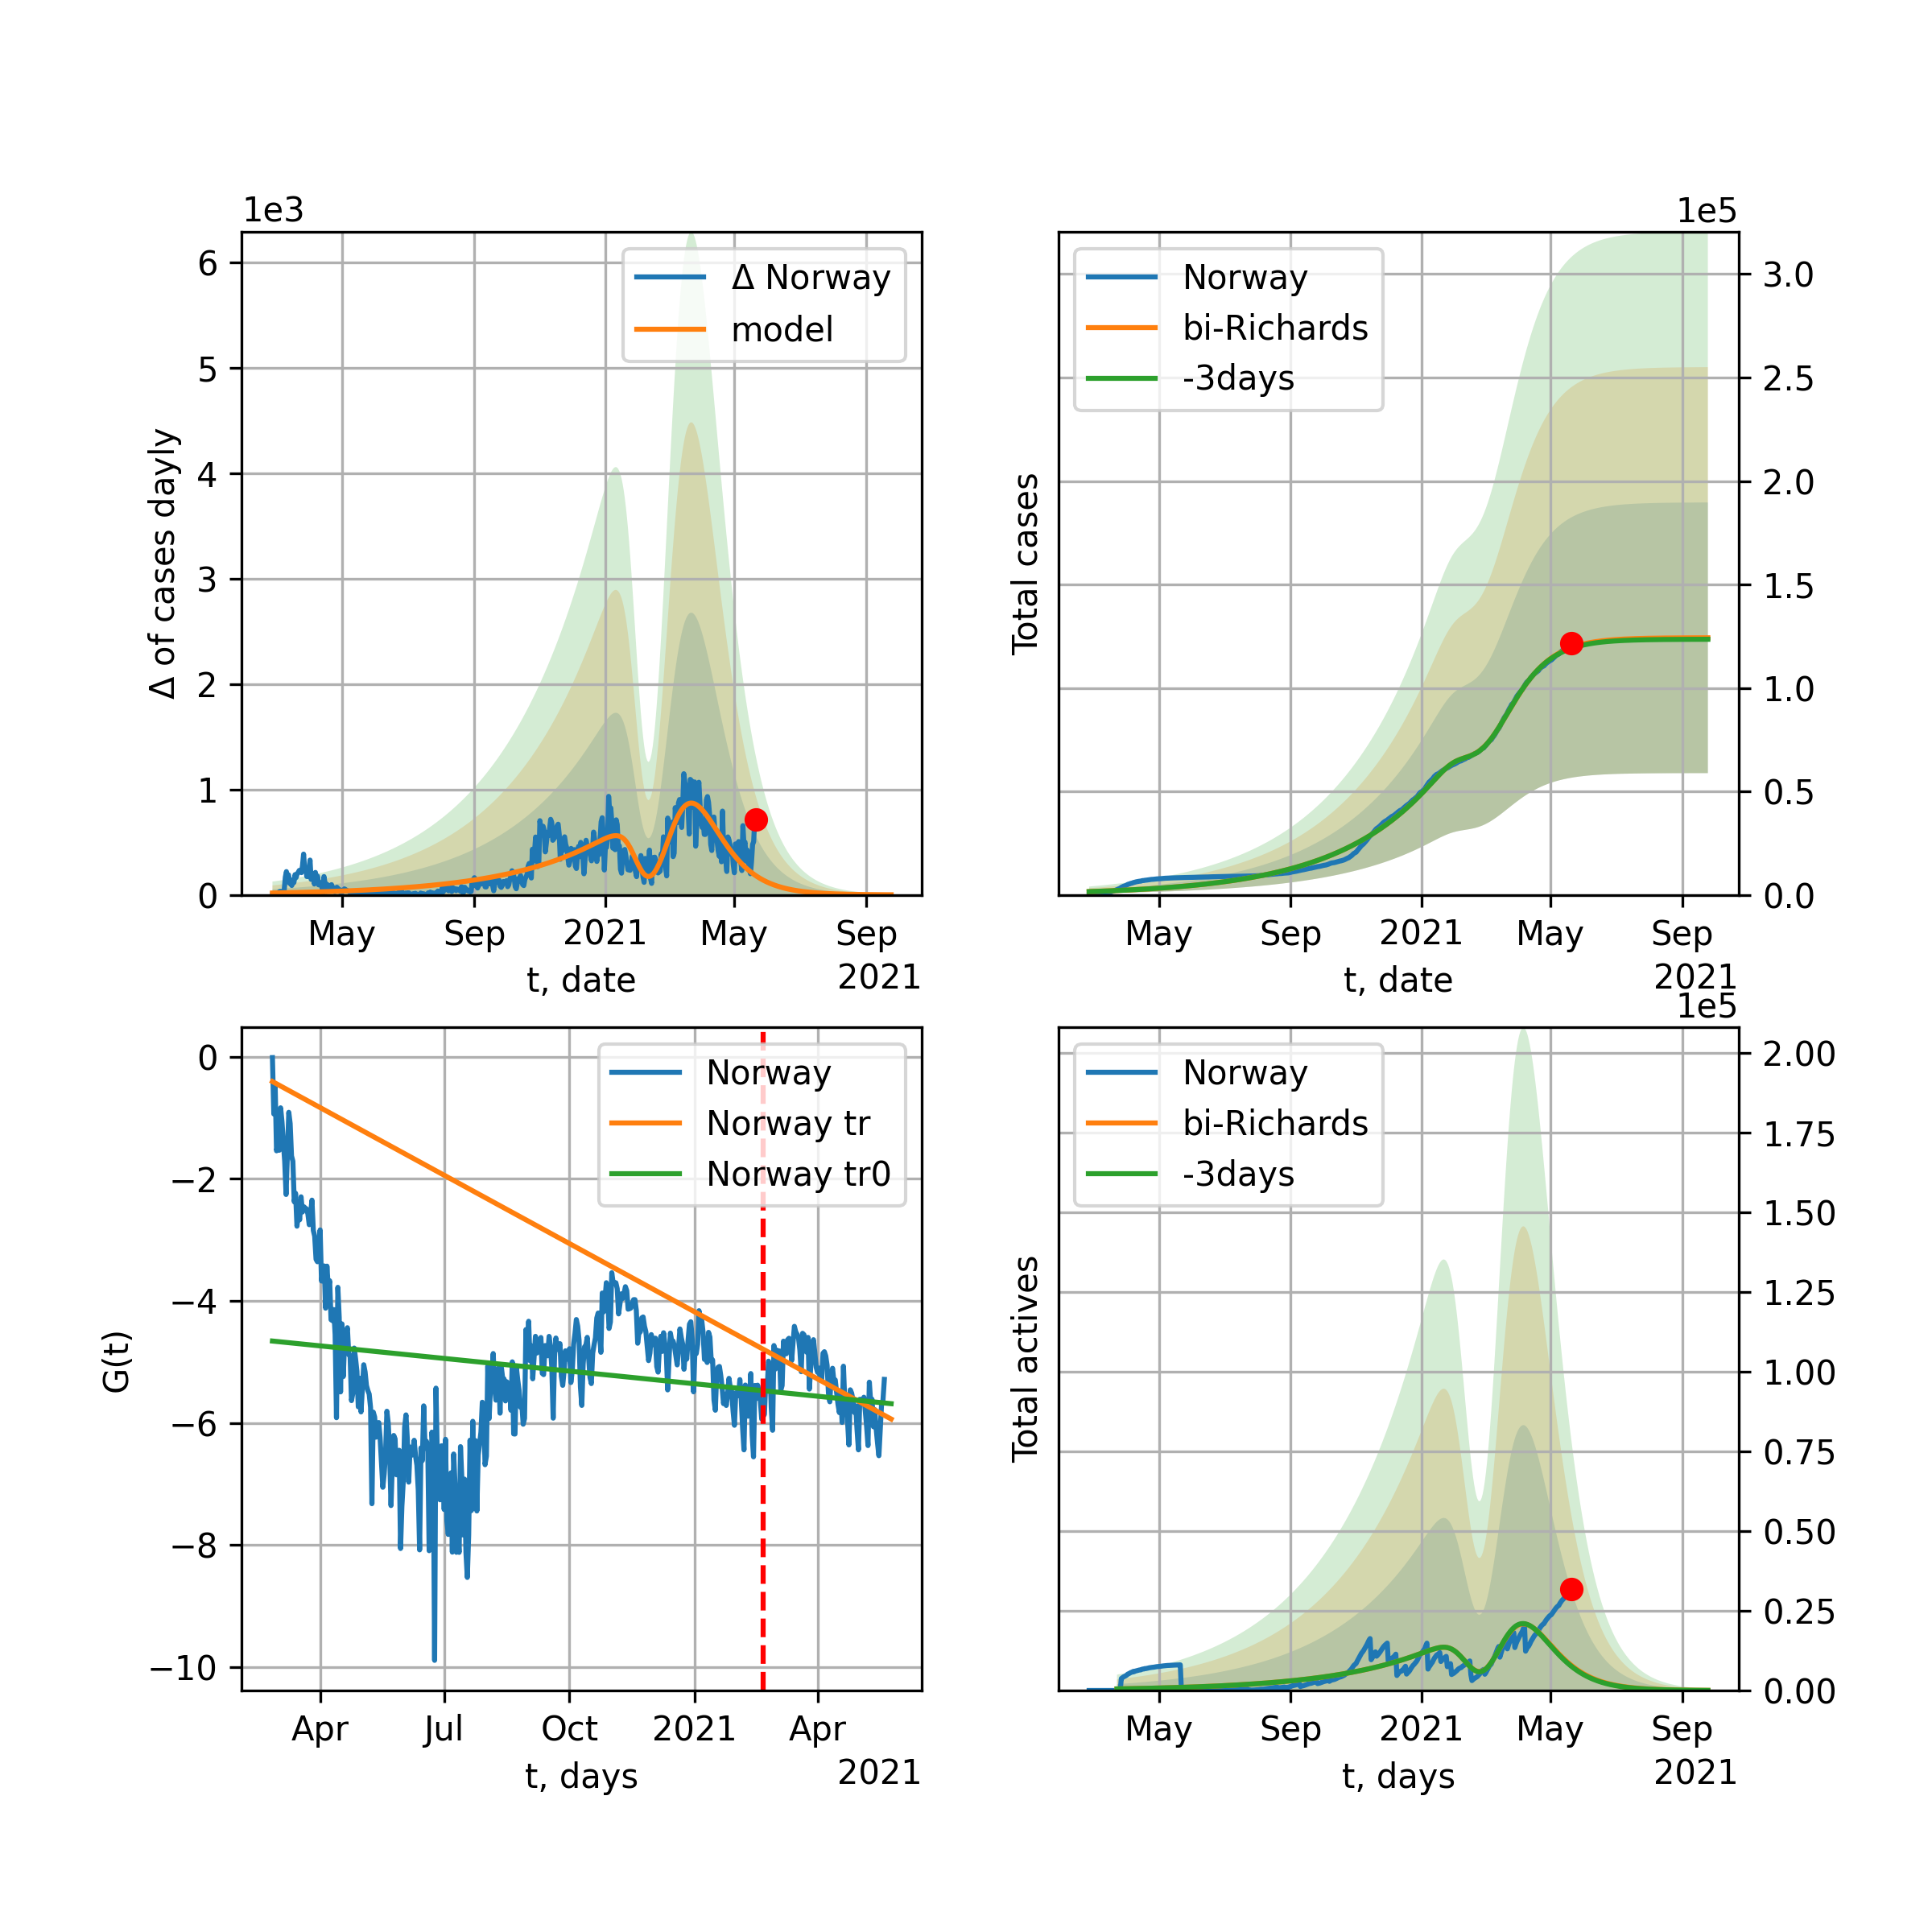 1e3
Δ of cases dayly
6
5
4
3
2
1
0
Δ Norway
model
May Sep 2021 May Sep
t, date
2021
1e5
Total cases
Norway
bi-Richards
-3days
3.0
2.5
2.0
1.5
1.0
0.5
0.0
May Sep 2021 May Sep
t, date
2021
G(t)
0
−2
−4
−6
−8
−10
Norway
Norway tr
Norway tr0
Apr Jul Oct 2021 Apr
t, days
2021
1e5
Total actives
Norway
bi-Richards
-3days
2.00
1.75
1.50
1.25
1.00
0.75
0.50
0.25
0.00
May Sep 2021 May Sep
t, days
2021